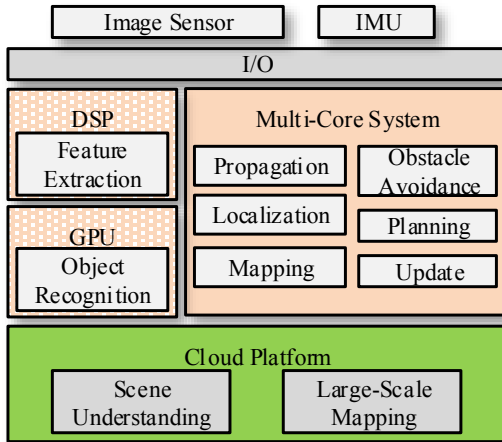 Image Sensor
IMU
I/O
DSP
Feature
Extraction
GPU
Object
Recognition
Multi-Core System
Propagation
Localization
Mapping
Obstacle
Avoidance
Planning
Update
Cloud Platform
Scene
Understanding
Large-Scale
Mapping